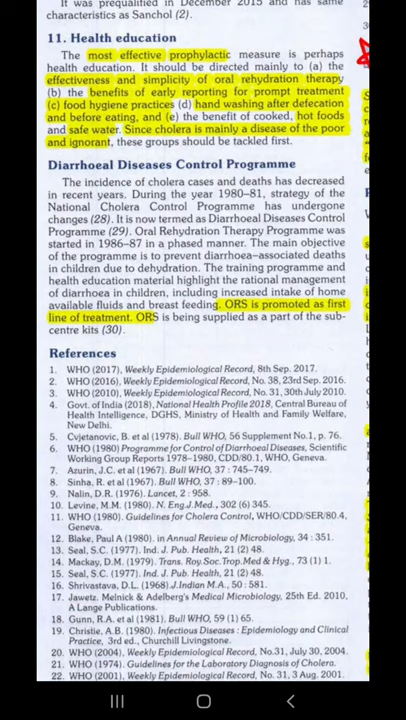 It was prequalified in December 2015 and has same
characteristics as Sanchol (2).
11. Health education
The most effective prophylactic measure is perhaps
health education. It should be directed mainly to (a) the
effectiveness and simplicity of oral rehydration therapy
(b) the benefits of early reporting for prompt treatment
(c) food hygiene practices (d) hand washing after defecation
and before eating, and (e) the benefit of cooked, hot foods
and safe water. Since cholera is mainly a disease of the poor
and ignorant, these groups should be tackled first.
Diarrhoeal Diseases Control Programme
The incidence of cholera cases and deaths has decreased
in recent years. During the year 1980-81, strategy of the
National Cholera Control Programme has undergone
changes (28). It is now termed as Diarrhoeal Diseases Control
Programme (29). Oral Rehydration Therapy Programme was
started in 1986-87 in a phased manner. The main objective
of the programme is to prevent diarrhoea-associated deaths
in children due to dehydration. The training programme and
health education material highlight the rational management
of diarrhoea in children, including increased intake of home
available fluids and breast feeding. ORS is promoted as first
line of treatment. ORS is being supplied as a part of the sub-
centre kits (30).
References
1. WHO (2017), Weekly Epidemiological Record, 8th Sep. 2017.
2. WHO (2016), Weekly Epidemiological Record, No. 38, 23rd Sep. 2016.
3. WHO (2010), Weekly Epidemiological Record, No. 31, 30th July 2010.
4. Govt. of India (2018), National Health Profile 2018, Central Bureau of
Health Intelligence, DGHS, Ministry of Health and Family Welfare,
New Delhi.
5. Cvjetanovic, B. et al (1978). Bull WHO, 56 Supplement No.1, p. 76.
6. WHO (1980) Programme for Control of Diarrhoeal Diseases, Scientific
Working Group Reports 1978-1980, CDD/80.1, WHO, Geneva.
7. Azurin, J.C. et al (1967). Bull WHO, 37 : 745-749.
8. Sinha, R. et al (1967). Bull WHO, 37 : 89-100.
9. Nalin, D.R. (1976). Lancet, 2 : 958.
10. Levine, M.M. (1980). N. Eng.J.Med., 302 (6) 345.
11. WHO (1980). Guidelines for Cholera Control, WHO/CDD/SER/80.4,
Geneva.
12. Blake, Paul A (1980). in Annual Review of Microbiology, 34 : 351.
13. Seal, S.C. (1977). Ind. J. Pub. Health, 21 (2) 48.
14. Mackay, D.M. (1979). Trans. Roy.Soc.Trop.Med & Hyg., 73 (1) 1.
15. Seal, S.C. (1977). Ind. J. Pub. Health, 21 (2) 48.
16. Shrivastava, D.L. (1968) J.Indian M.A., 50 : 581.
17. Jawetz, Melnick & Adelberg's Medical Microbiology, 25th Ed. 2010,
A Lange Publications.
18. Gunn, R.A. et al (1981). Bull WHO, 59 (1) 65.
19. Christie, A.B. (1980). Infectious Diseases : Epidemiology and Clinical
Practice, 3rd ed., Churchill Livingstone.
20. WHO (2004), Weekly Epidemiological Record, No.31, July 30, 2004.
21. WHO (1974). Guidelines for the Laboratory Diagnosis of Cholera.
22. WHO (2001), Weekly Epidemiological Record, No. 31, 3 Aug. 2001.